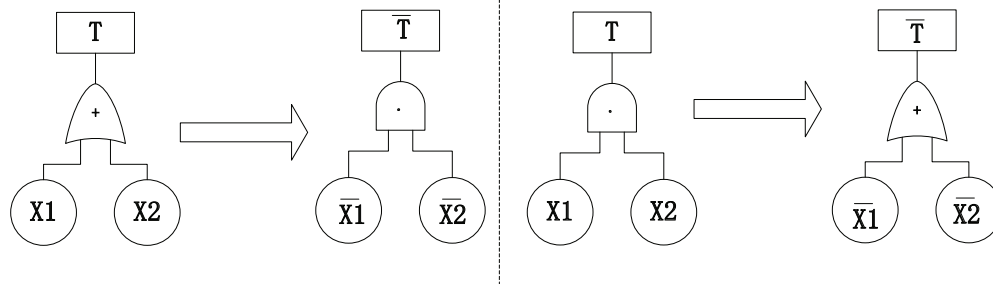 T T̅ T T̅
+ · · +
X1 X2 X̅1̅ X̅2̅ X1 X2 X̅1̅ X̅2̅